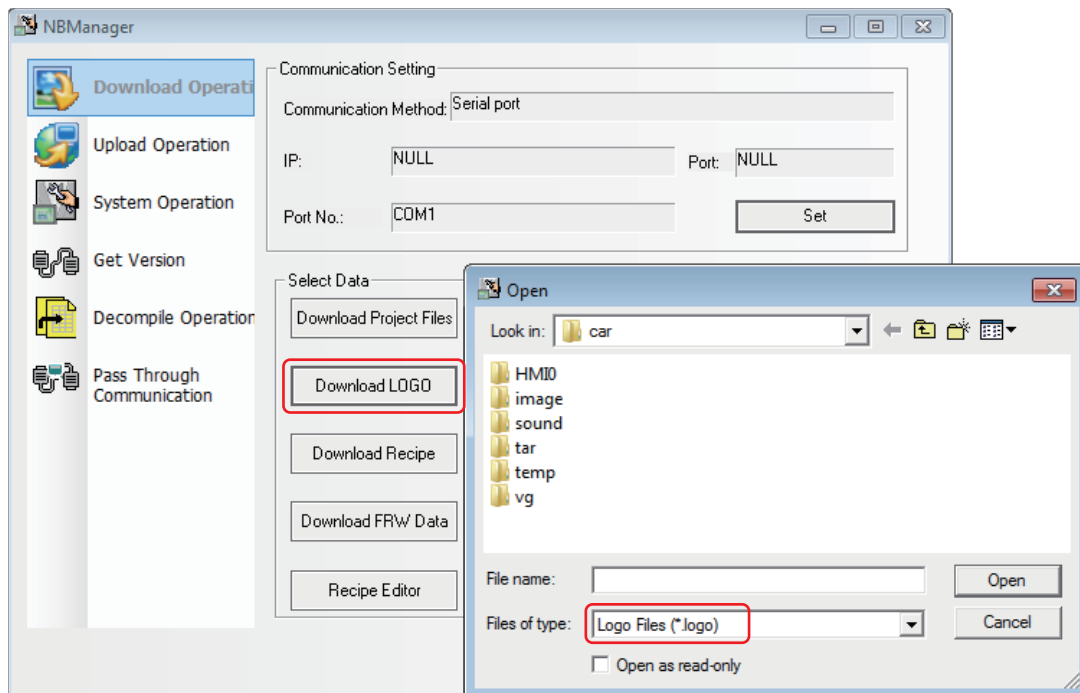 NBManager
Download Operati
Upload Operation
System Operation
Get Version
Decompile Operation
Pass Through
Communication
Communication Setting
Communication Method: Serial port
IP: NULL Port: NULL
Port No.: COM1 Set
Select Data
Download Project Files
Download LOGO
Download Recipe
Download FRW Data
Recipe Editor
Open
Look in: car
HMI0
image
sound
tar
temp
vg
File name: Open
Files of type: Logo Files (*.logo) Cancel
Open as read-only